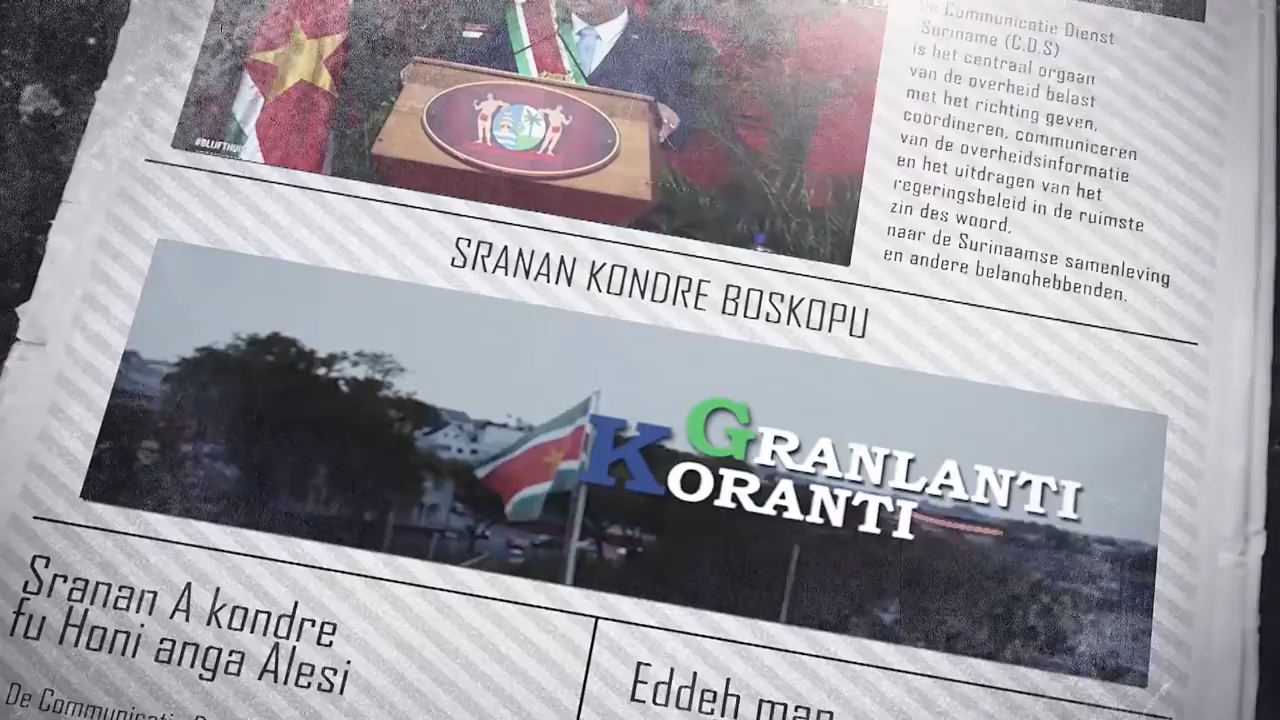 De Communicatie Dienst
Suriname (C.D.S)
is het centraal orgaan
van de overheid belast
met het richting geven,
coördineren, communiceren
van de overheidsinformatie
en het uitdragen van het
regeringsbeleid in de ruimste
zin des woord,
naar de Surinaamse samenleving
en andere belanghebbenden.
SRANAN KONDRE BOSKOPU
GRANLANTI
KORANTI
Sranan A kondre
fu Honi anga Alesi
De Communicatie
Eddeh man